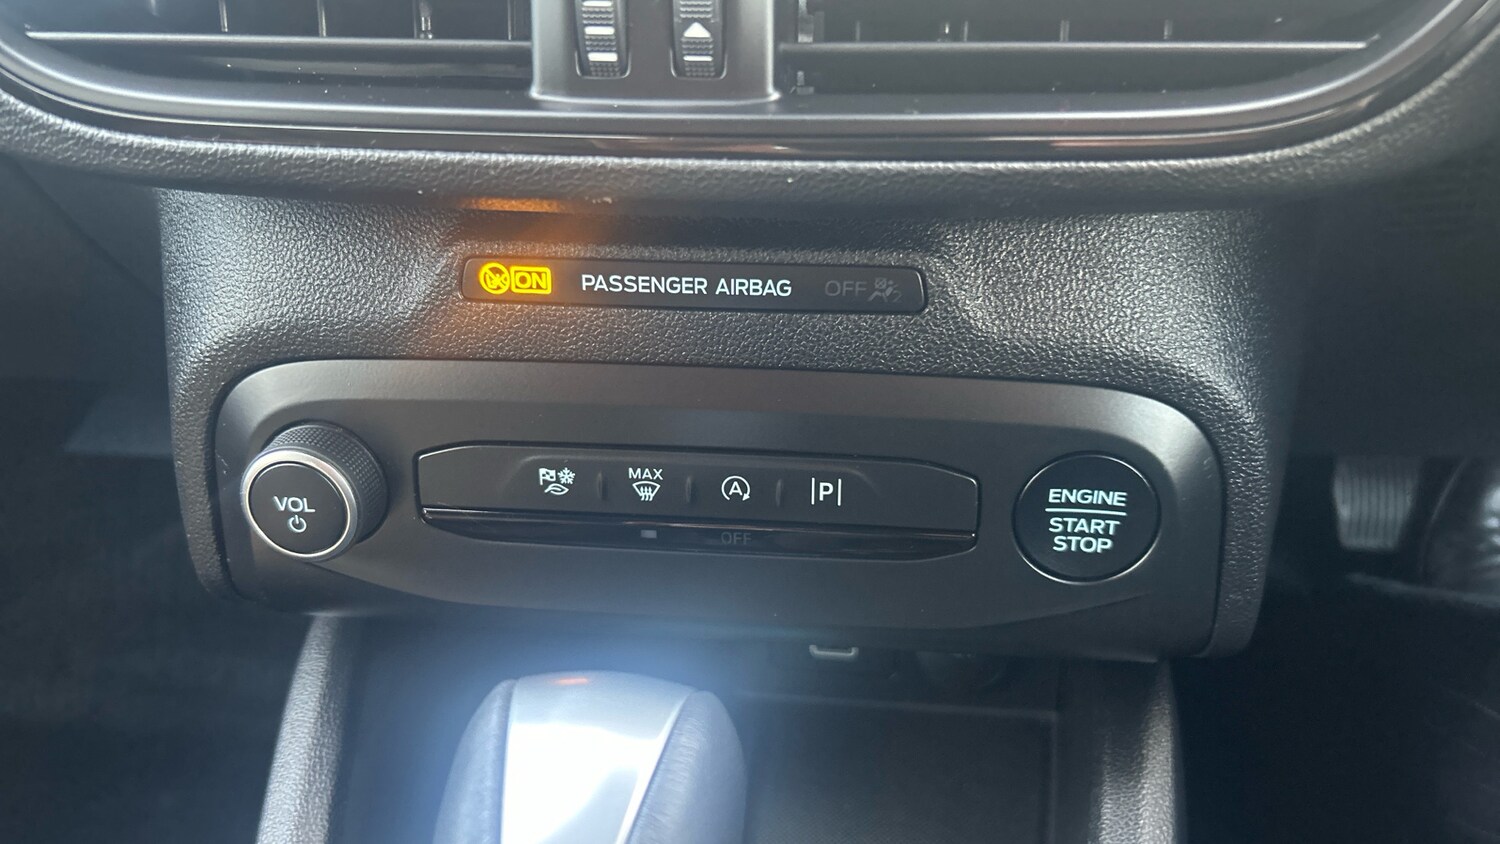 ON PASSENGER AIRBAG OFF
VOL
MAX
A
P
OFF
ENGINE
START
STOP